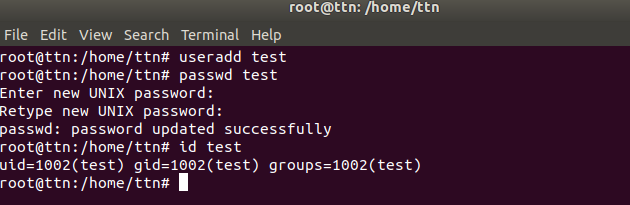 root@ttn: /home/ttn
File Edit View Search Terminal Help
root@ttn:/home/ttn# useradd test
root@ttn:/home/ttn# passwd test
Enter new UNIX password:
Retype new UNIX password:
passwd: password updated successfully
root@ttn:/home/ttn# id test
uid=1002(test) gid=1002(test) groups=1002(test)
root@ttn:/home/ttn#